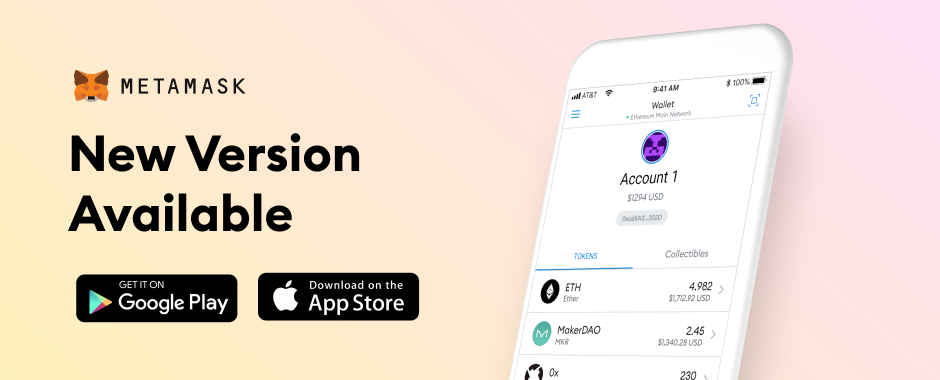 METAMASK
New Version
Available
GET IT ON
Google Play
Download on the
App Store
AT&T
9:41 AM
100%
Wallet
Ethereum Main Network
Account 1
$1294 USD
0xa65A3...302D
TOKENS
Collectibles
ETH
Ether
4.982
$1,712.92 USD
MakerDAO
MKR
2.45
$1,340.28 USD
0x
230